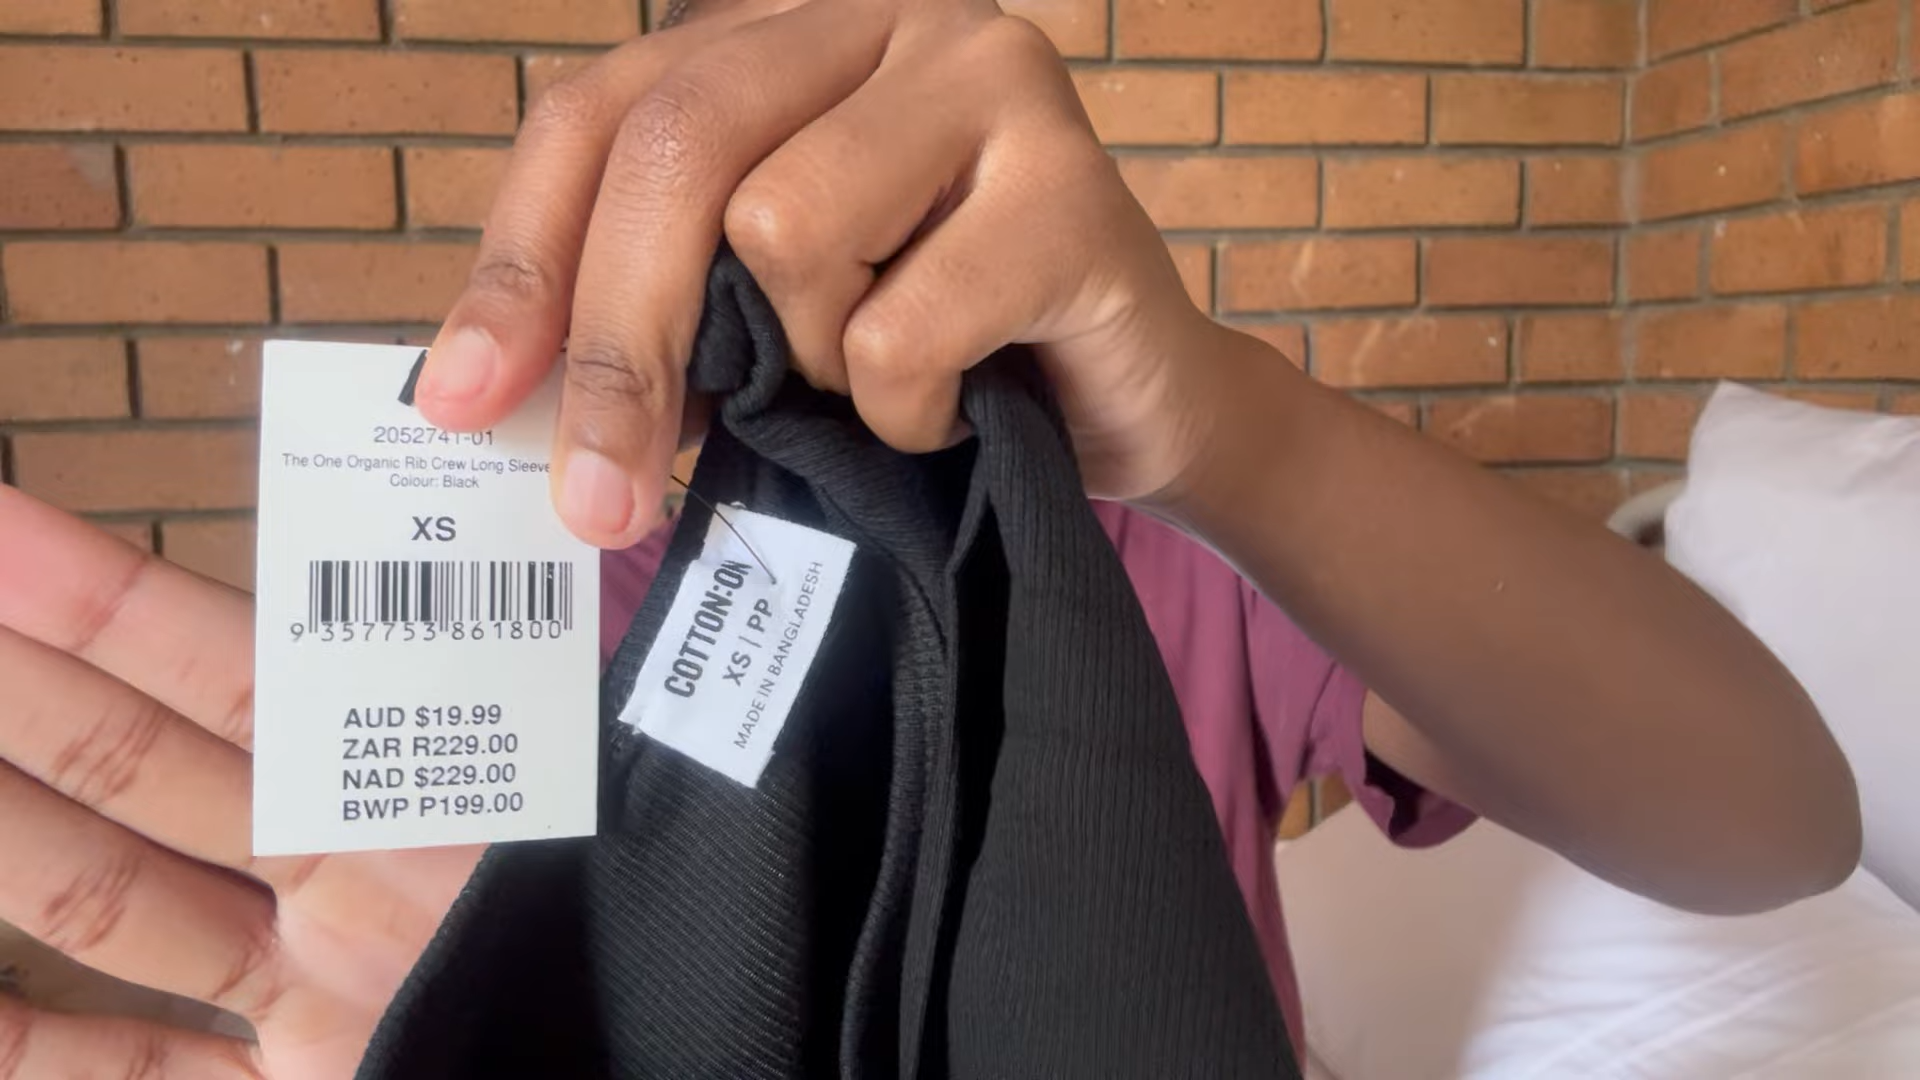 2052741-01
The One Organic Rib Crew Long Sleeve
Colour: Black
XS
9 357753 861800
AUD $19.99
ZAR R229.00
NAD $229.00
BWP P199.00
COTTON:ON
XS | PP
MADE IN BANGLADESH